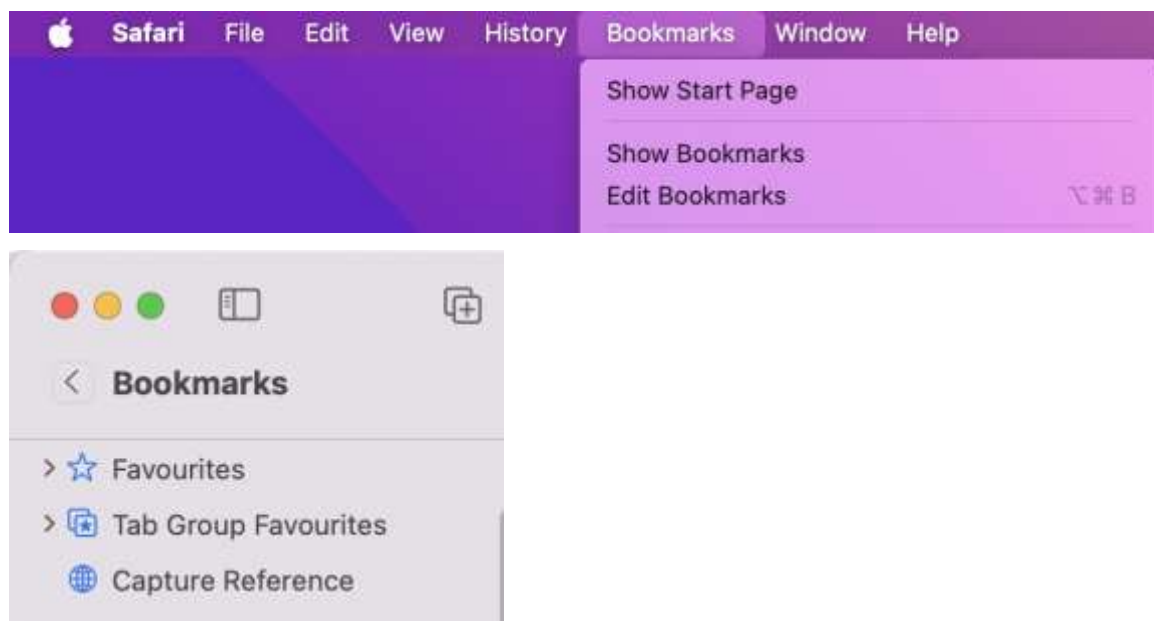 Safari File Edit View History Bookmarks Window Help
Show Start Page
Show Bookmarks
Edit Bookmarks ⌥⌘B
Bookmarks
Favourites
Tab Group Favourites
Capture Reference